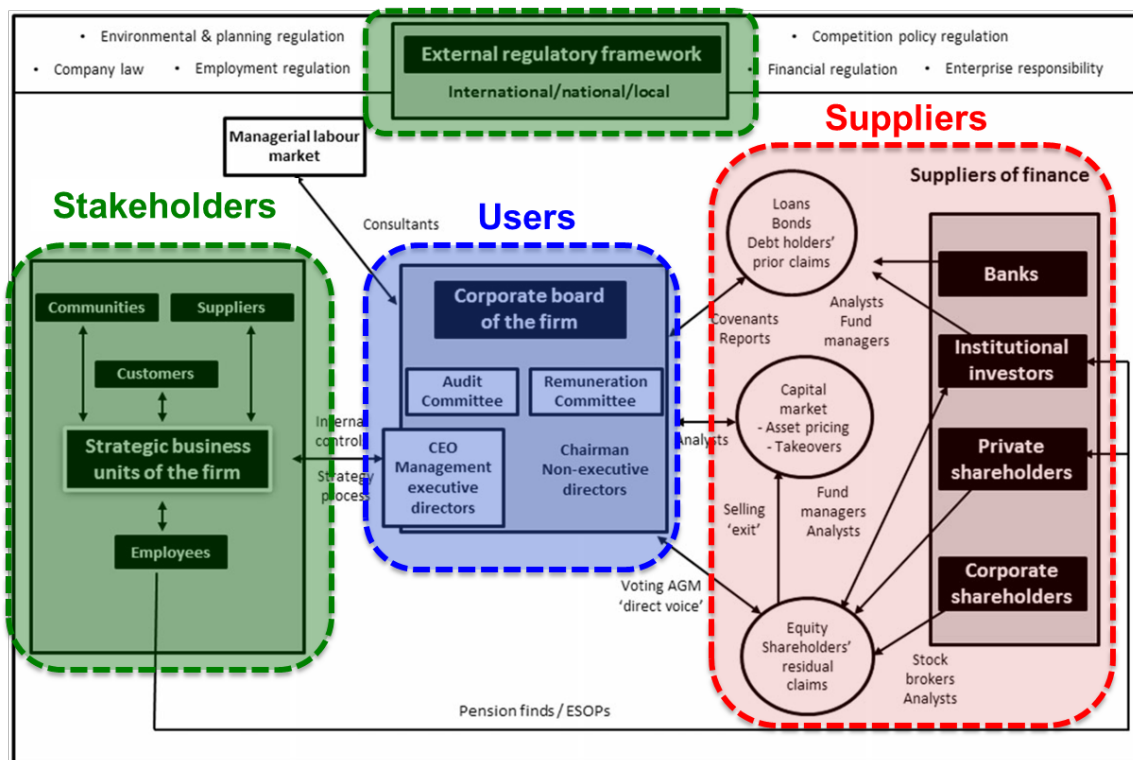 • Environmental & planning regulation
• Company law
• Employment regulation
External regulatory framework
International/national/local
• Competition policy regulation
• Financial regulation
• Enterprise responsibility
Managerial labour
market
Consultants
Stakeholders
Communities
Suppliers
Customers
Strategic business
units of the firm
Employees
Internal
control
Strategy
process
Users
Corporate board
of the firm
Audit
Committee
Remuneration
Committee
CEO
Management
executive
directors
Chairman
Non-executive
directors
Suppliers
Suppliers of finance
Loans
Bonds
Debt holders'
prior claims
Covenants
Reports
Analysts
Fund
managers
Banks
Institutional
investors
Capital
market
- Asset pricing
- Takeovers
Analysts
Private
shareholders
Selling
'exit'
Fund
managers
Analysts
Voting AGM
'direct voice'
Corporate
shareholders
Equity
Shareholders'
residual
claims
Stock
brokers
Analysts
Pension finds / ESOPs